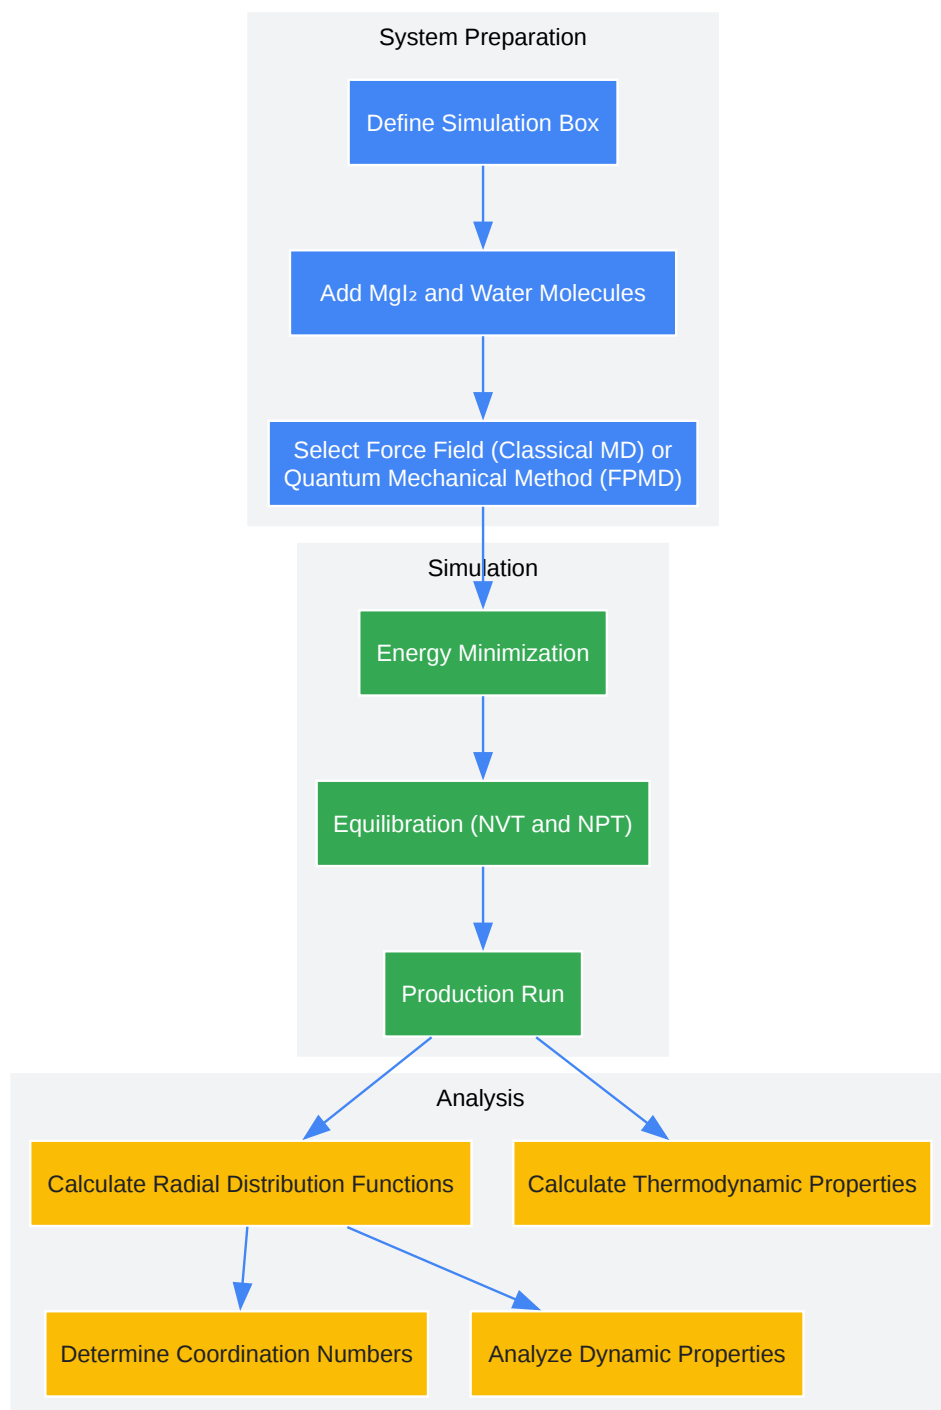 System Preparation
Define Simulation Box
Add MgI₂ and Water Molecules
Select Force Field (Classical MD) or
Quantum Mechanical Method (FPMD)
Simulation
Energy Minimization
Equilibration (NVT and NPT)
Production Run
Analysis
Calculate Radial Distribution Functions
Calculate Thermodynamic Properties
Determine Coordination Numbers
Analyze Dynamic Properties